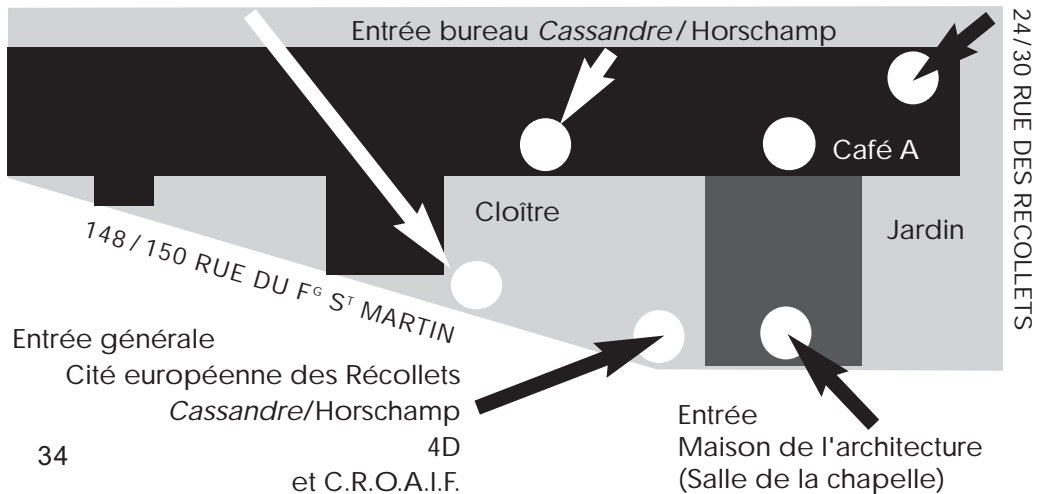 Entrée bureau Cassandre/Horschamp
24/30 RUE DES RECOLLETS
Café A
Cloître
Jardin
148/150 RUE DU FG ST MARTIN
Entrée générale
Cité européenne des Récollets
Cassandre/Horschamp
4D
et C.R.O.A.I.F.
Entrée
Maison de l'architecture
(Salle de la chapelle)
34